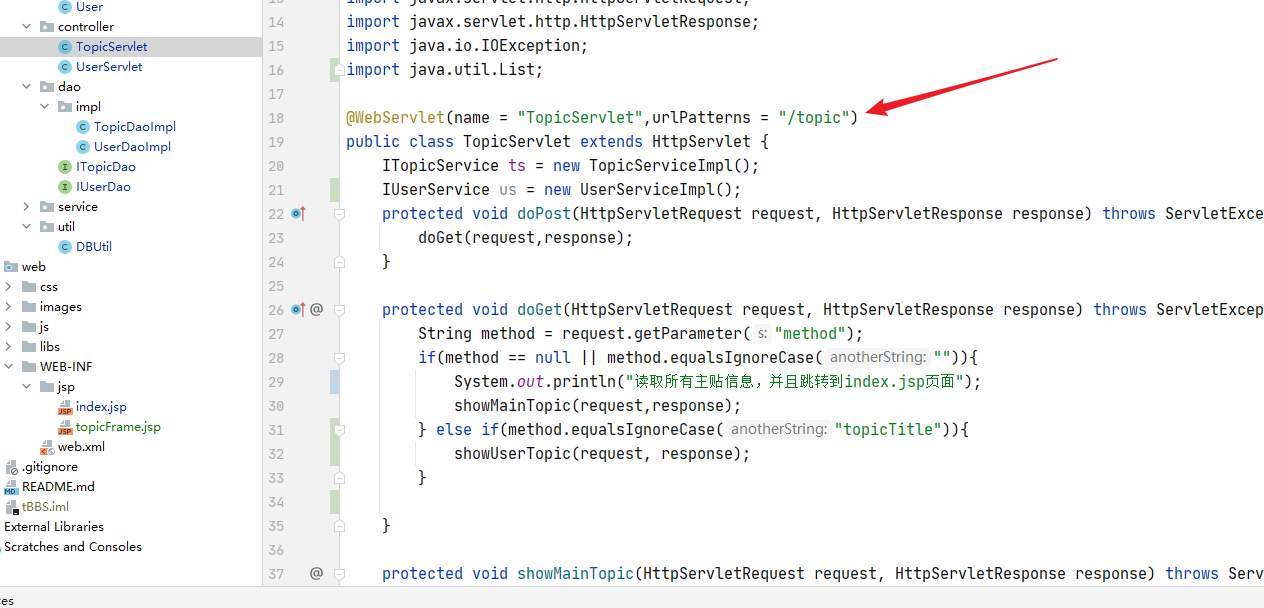 User
controller
TopicServlet
UserServlet
dao
impl
TopicDaoImpl
UserDaoImpl
ITopicDao
IUserDao
service
util
DBUtil
web
css
images
js
libs
WEB-INF
jsp
index.jsp
topicFrame.jsp
web.xml
.gitignore
README.md
tBBS.iml
External Libraries
Scratches and Consoles
14 import javax.servlet.http.HttpServletResponse;
15 import java.io.IOException;
16 import java.util.List;
17
18 @WebServlet(name = "TopicServlet",urlPatterns = "/topic")
19 public class TopicServlet extends HttpServlet {
20 ITopicService ts = new TopicServiceImpl();
21 IUserService us = new UserServiceImpl();
22 protected void doPost(HttpServletRequest request, HttpServletResponse response) throws ServletExce
23 doGet(request,response);
24 }
25
26 @ protected void doGet(HttpServletRequest request, HttpServletResponse response) throws ServletExcep
27 String method = request.getParameter( s: "method");
28 if(method == null || method.equalsIgnoreCase( anotherString: "")){
29 System.out.println("读取所有主贴信息，并且跳转到index.jsp页面");
30 showMainTopic(request,response);
31 } else if(method.equalsIgnoreCase( anotherString: "topicTitle")){
32 showUserTopic(request, response);
33 }
34
35 }
36
37 @ protected void showMainTopic(HttpServletRequest request, HttpServletResponse response) throws Serv